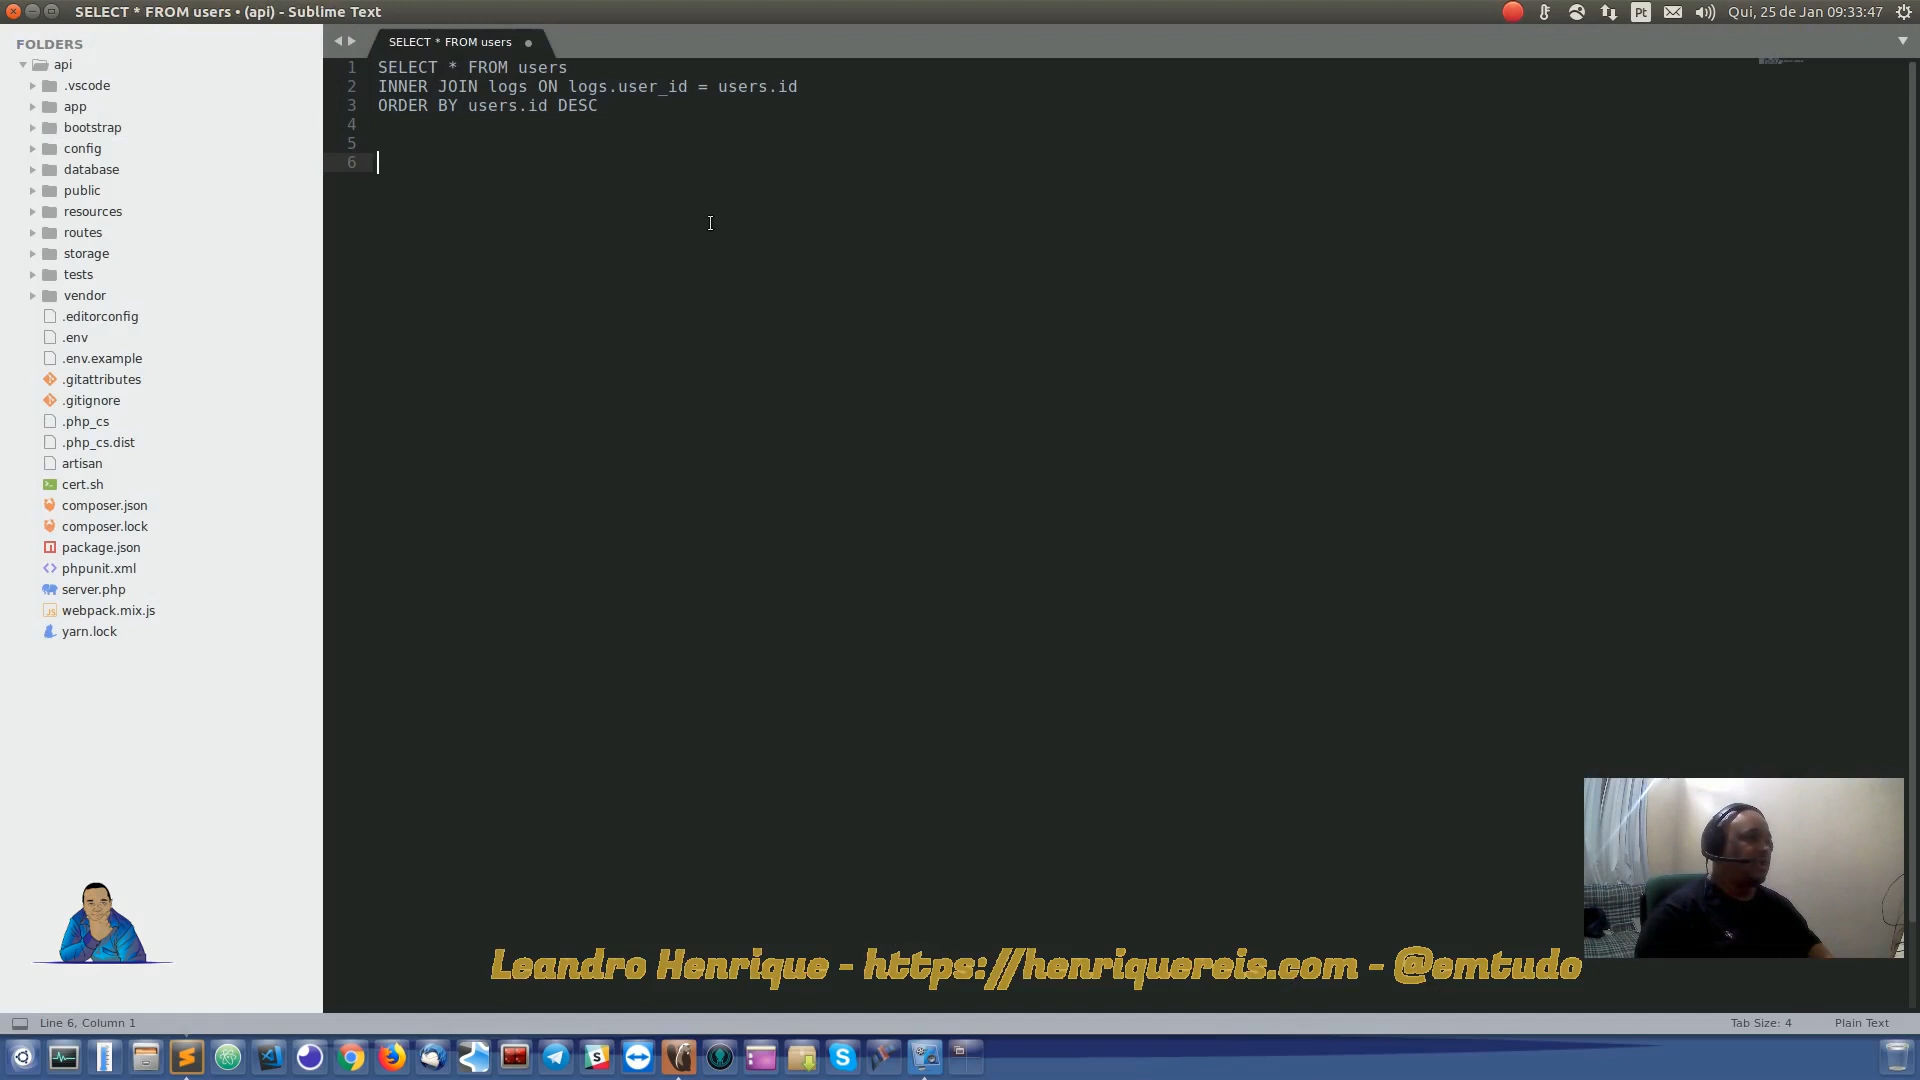 SELECT * FROM users • (api) - Sublime Text
Pt
Qui, 25 de Jan 09:33:47
FOLDERS
api
.vscode
app
bootstrap
config
database
public
resources
routes
storage
tests
vendor
.editorconfig
.env
.env.example
.gitattributes
.gitignore
.php_cs
.php_cs.dist
artisan
cert.sh
composer.json
composer.lock
package.json
phpunit.xml
server.php
webpack.mix.js
yarn.lock
SELECT * FROM users
1 SELECT * FROM users
2 INNER JOIN logs ON logs.user_id = users.id
3 ORDER BY users.id DESC
4
5
6
Leandro Henrique - https://henriquereis.com - @emtudo
Line 6, Column 1
Tab Size: 4
Plain Text